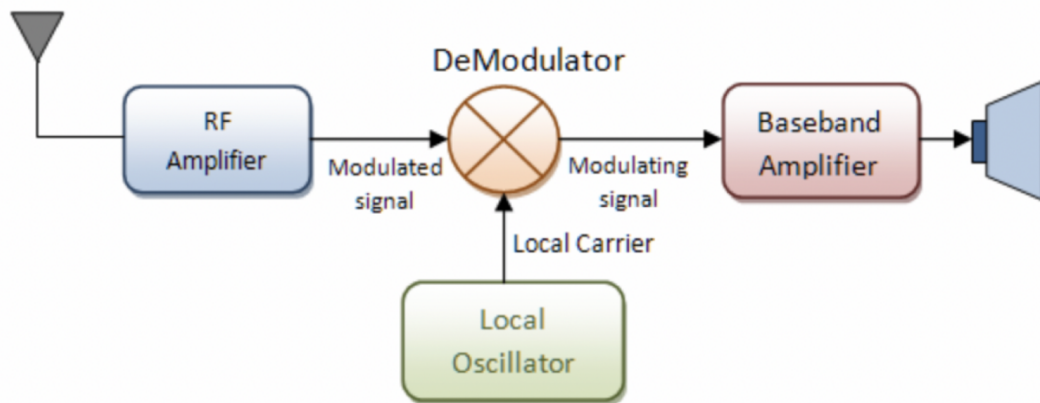 DeModulator
RF
Amplifier
Modulated
signal
Modulating
signal
Baseband
Amplifier
Local Carrier
Local
Oscillator